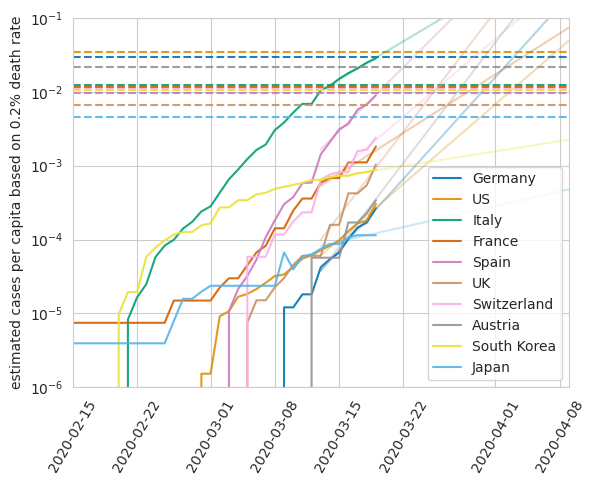 estimated cases per capita based on 0.2% death rate
10⁻¹
10⁻²
10⁻³
10⁻⁴
10⁻⁵
10⁻⁶
Germany
US
Italy
France
Spain
UK
Switzerland
Austria
South Korea
Japan
2020-02-15
2020-02-22
2020-03-01
2020-03-08
2020-03-15
2020-03-22
2020-04-01
2020-04-08